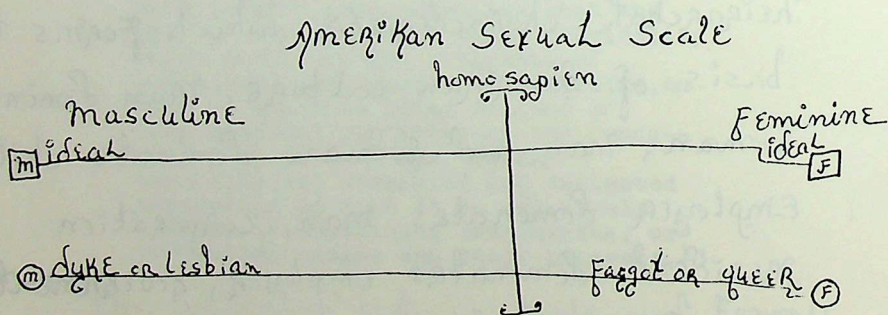 Amerikan Sexual Scale
homo sapien
Masculine
Feminine
M ideal
ideal F
M dyke or Lesbian
Faggot or queer F